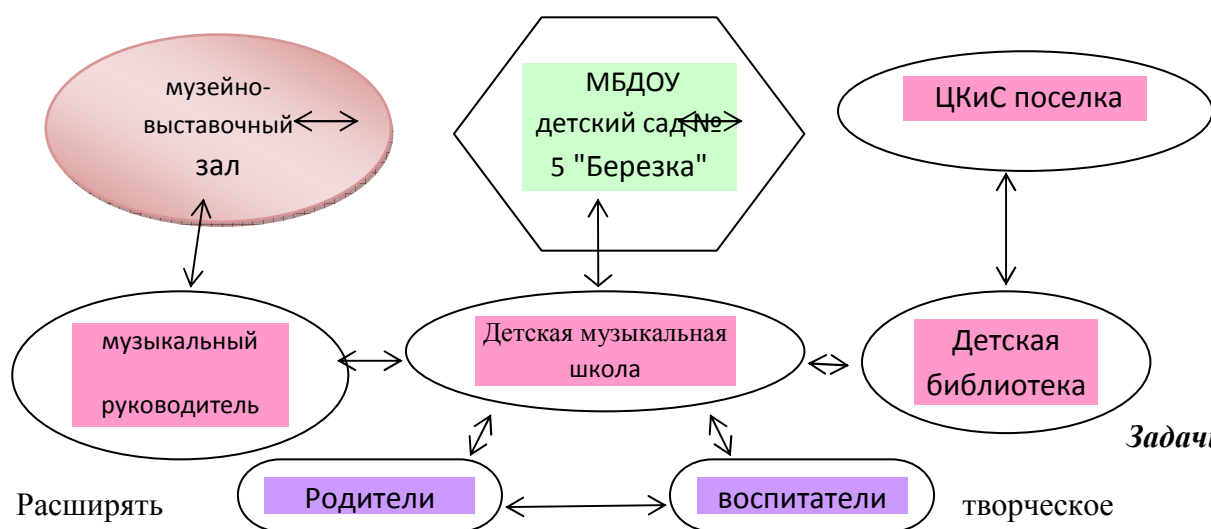 музейно-
выставочный
зал
МБДОУ
детский сад №
5 "Березка"
ЦКиС поселка
музыкальный
руководитель
Детская музыкальная
школа
Детская
библиотека
Задачи
Расширять
Родители
воспитатели
творческое